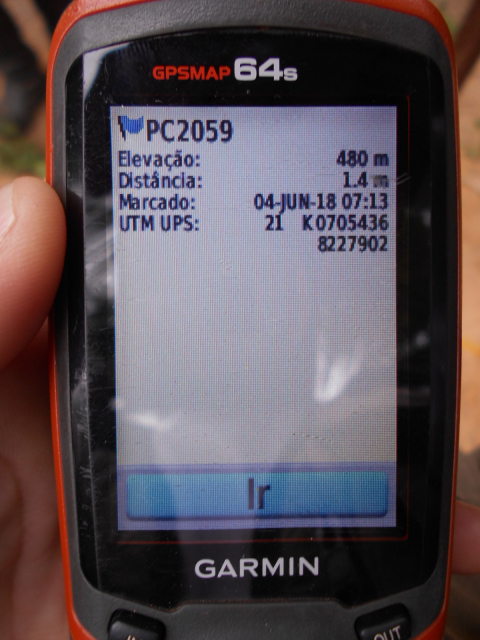 GPSMAP 64s
PC2059
Elevação: 480 m
Distância: 1.4 m
Marcado: 04-JUN-18 07:13
UTM UPS: 21 K 0705436
8227902
Ir
GARMIN
OUT